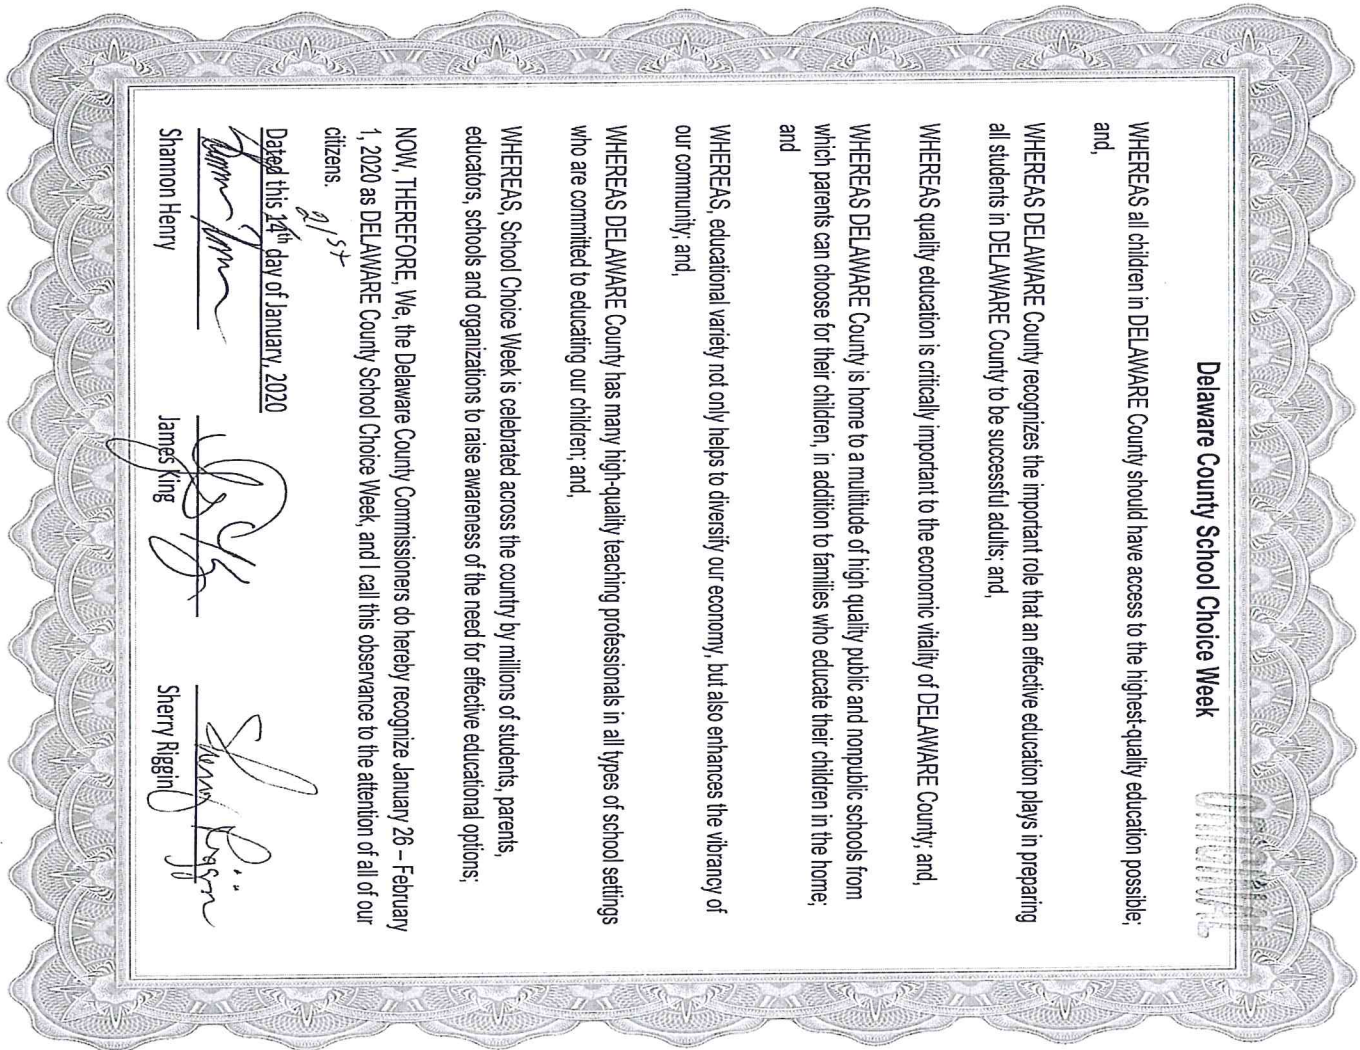 Delaware County School Choice Week
ORIGINAL
WHEREAS all children in DELAWARE County should have access to the highest-quality education possible;
and,
WHEREAS DELAWARE County recognizes the important role that an effective education plays in preparing
all students in DELAWARE County to be successful adults; and,
WHEREAS quality education is critically important to the economic vitality of DELAWARE County; and,
WHEREAS DELAWARE County is home to a multitude of high quality public and nonpublic schools from
which parents can choose for their children, in addition to families who educate their children in the home;
and
WHEREAS, educational variety not only helps to diversify our economy, but also enhances the vibrancy of
our community; and,
WHEREAS DELAWARE County has many high-quality teaching professionals in all types of school settings
who are committed to educating our children; and,
WHEREAS, School Choice Week is celebrated across the country by millions of students, parents,
educators, schools and organizations to raise awareness of the need for effective educational options;
NOW, THEREFORE, We, the Delaware County Commissioners do hereby recognize January 26 – February
1, 2020 as DELAWARE County School Choice Week, and I call this observance to the attention of all of our
citizens.
21st
Dated this 14th day of January, 2020
Sherry Riggin
Shannon Henry James King Sherry Riggin